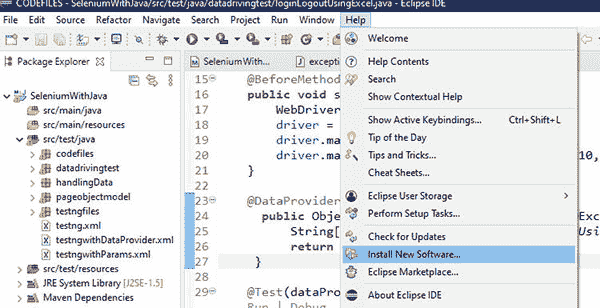 CODEFILES - SeleniumWithJava/src/test/java/datadrivingtest/loginLogoutUsingExcel.java - Eclipse IDE
File Edit Source Refactor Navigate Search Project Run Window Help
Package Explorer
SeleniumWithJava
src/main/java
src/main/resources
src/test/java
codefiles
datadrivingtest
handlingData
pageobjectmodel
testngfiles
testng.xml
testngwithDataProvider.xml
testngwithParams.xml
src/test/resources
JRE System Library [J2SE-1.5]
Maven Dependencies
SeleniumWith...
excepti
15 @BeforeMethod
16 public void s
17 WebDriver
18 driver =
19 driver.ma
20 driver.ma 10,
21 }
22
23 @DataProvider
24 public Obje Exc
25 String[
26 return
27 }
28
29 @Test(datapro
Run | Debug
Welcome
Help Contents
Search
Show Contextual Help
Show Active Keybindings... Ctrl+Shift+L
Tip of the Day
Tips and Tricks...
Cheat Sheets...
Eclipse User Storage
Perform Setup Tasks...
Check for Updates
Install New Software...
Eclipse Marketplace...
About Eclipse IDE